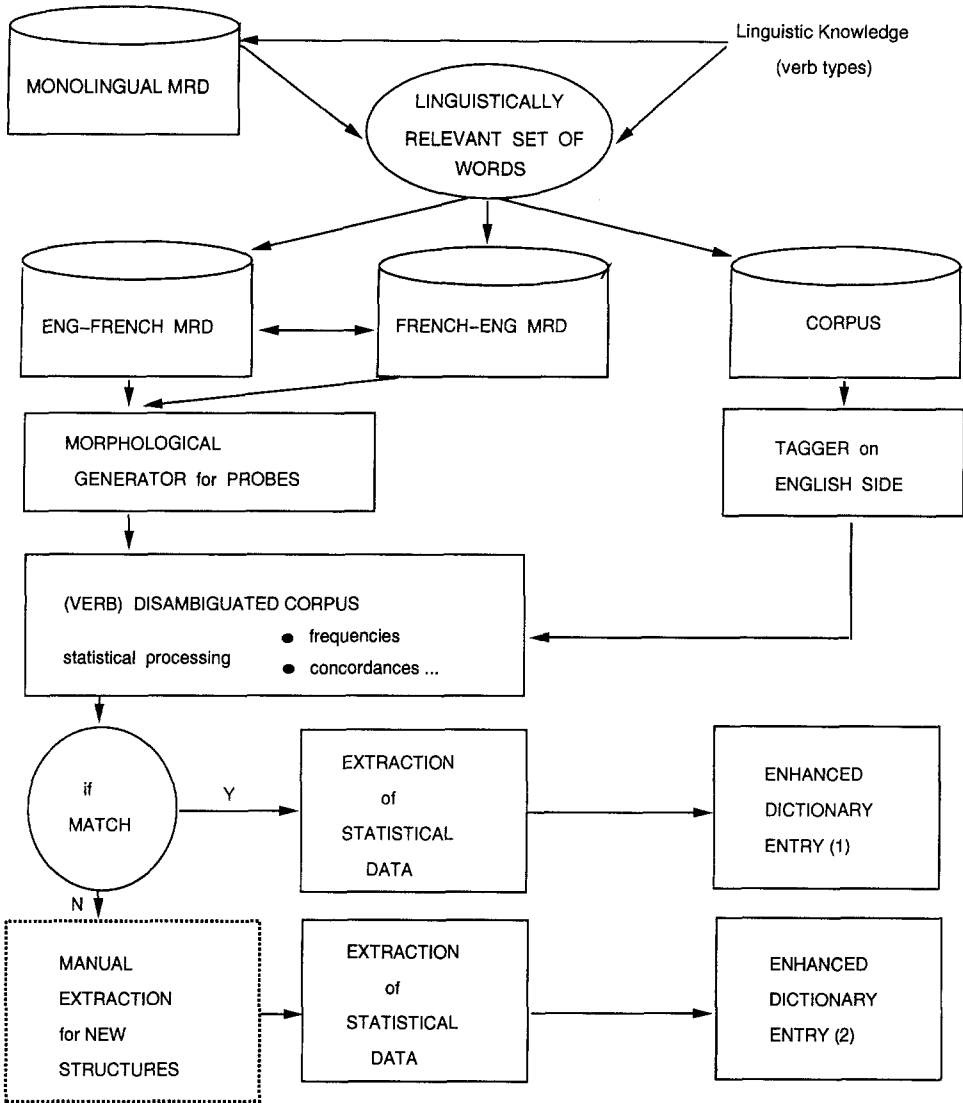 Linguistic Knowledge
(verb types)
MONOLINGUAL MRD
LINGUISTICALLY
RELEVANT SET OF
WORDS
ENG–FRENCH MRD
FRENCH–ENG MRD
CORPUS
MORPHOLOGICAL
GENERATOR for PROBES
TAGGER on
ENGLISH SIDE
(VERB) DISAMBIGUATED CORPUS
statistical processing
● frequencies
● concordances ...
if
MATCH
Y
EXTRACTION
of
STATISTICAL
DATA
ENHANCED
DICTIONARY
ENTRY (1)
N
MANUAL
EXTRACTION
for NEW
STRUCTURES
EXTRACTION
of
STATISTICAL
DATA
ENHANCED
DICTIONARY
ENTRY (2)